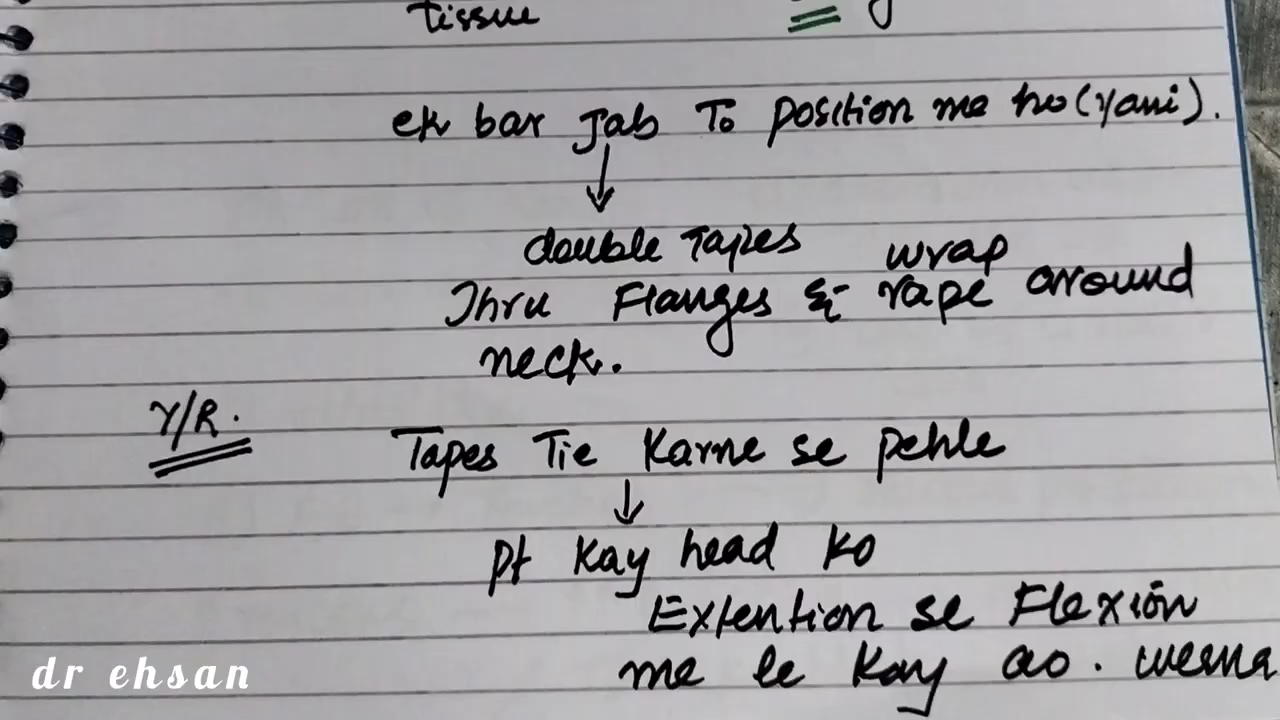 tissue
ek bar jab To position me ho (yani).
↓
double Tapes wrap
Thru Flanges & rape around
neck.
Y/R.
Tapes Tie Karne se pehle
↓
pt kay head ko
Extention se Flexion
me le kay ao. werna
dr ehsan